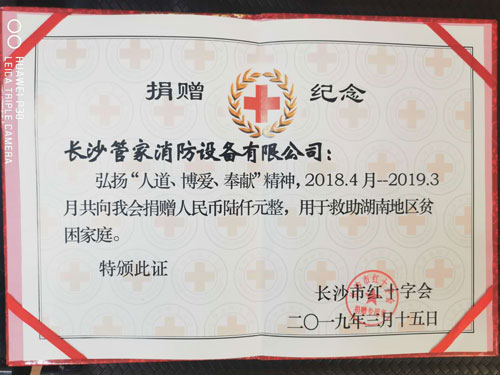 捐赠 纪念
长沙管家消防设备有限公司：
弘扬“人道、博爱、奉献”精神，2018.4月--2019.3
月共向我会捐赠人民币陆仟元整，用于救助湖南地区贫
困家庭。
特颁此证
长沙市红十字会
二〇一九年三月十五日
HUAWEI P30
LEICA TRIPLE CAMERA